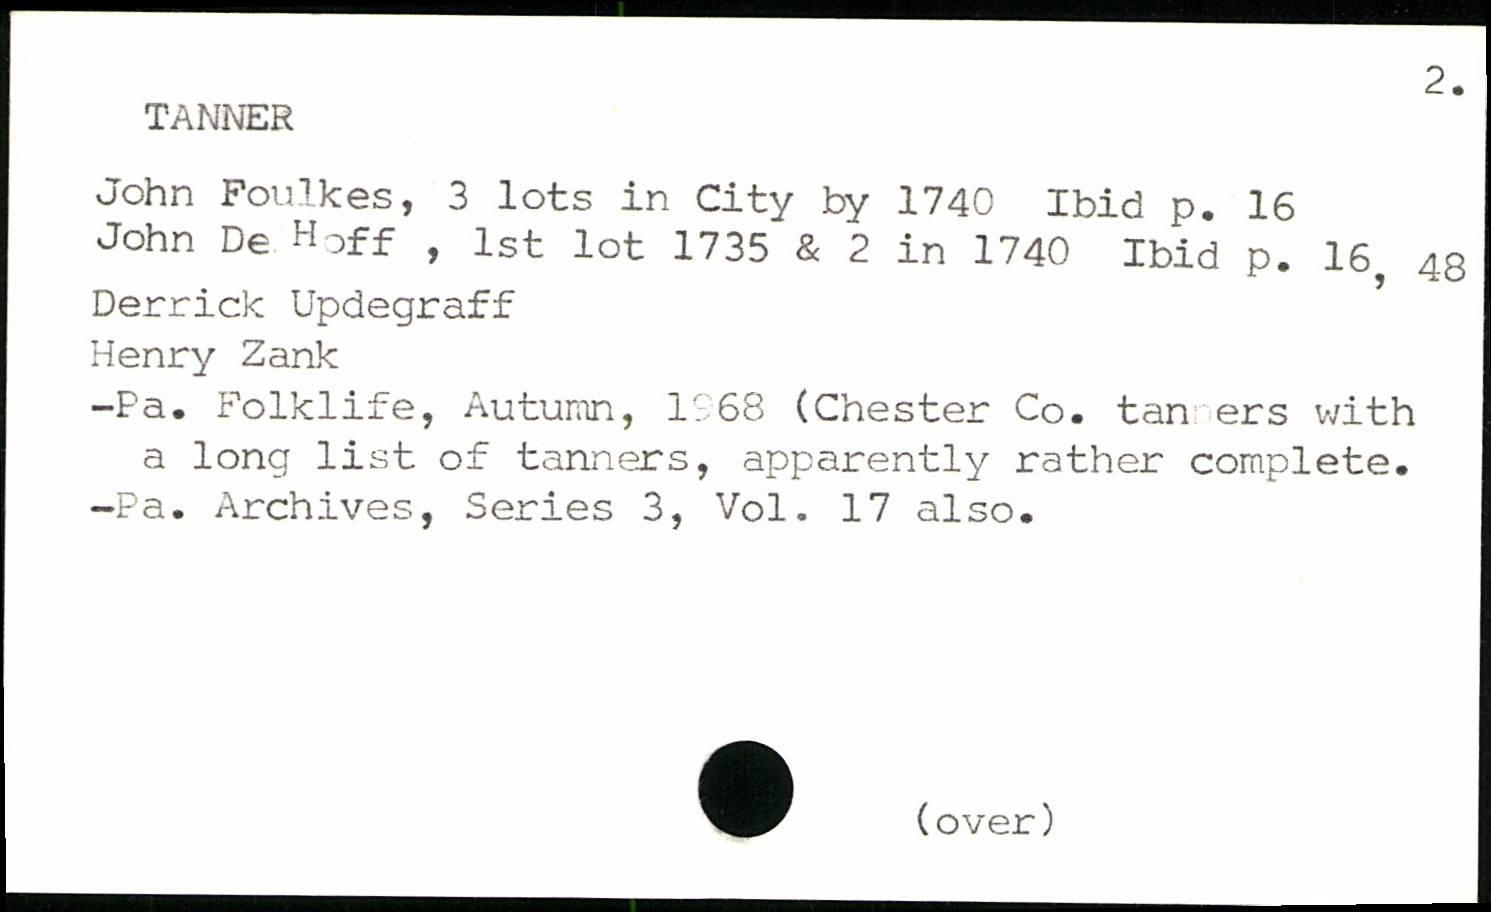 2.
TANNER
John Foulkes, 3 lots in City by 1740 Ibid p. 16
John De Hoff , 1st lot 1735 & 2 in 1740 Ibid p. 16, 48
Derrick Updegraff
Henry Zank
-Pa. Folklife, Autumn, 1968 (Chester Co. tanners with
a long list of tanners, apparently rather complete.
-Pa. Archives, Series 3, Vol. 17 also.
(over)